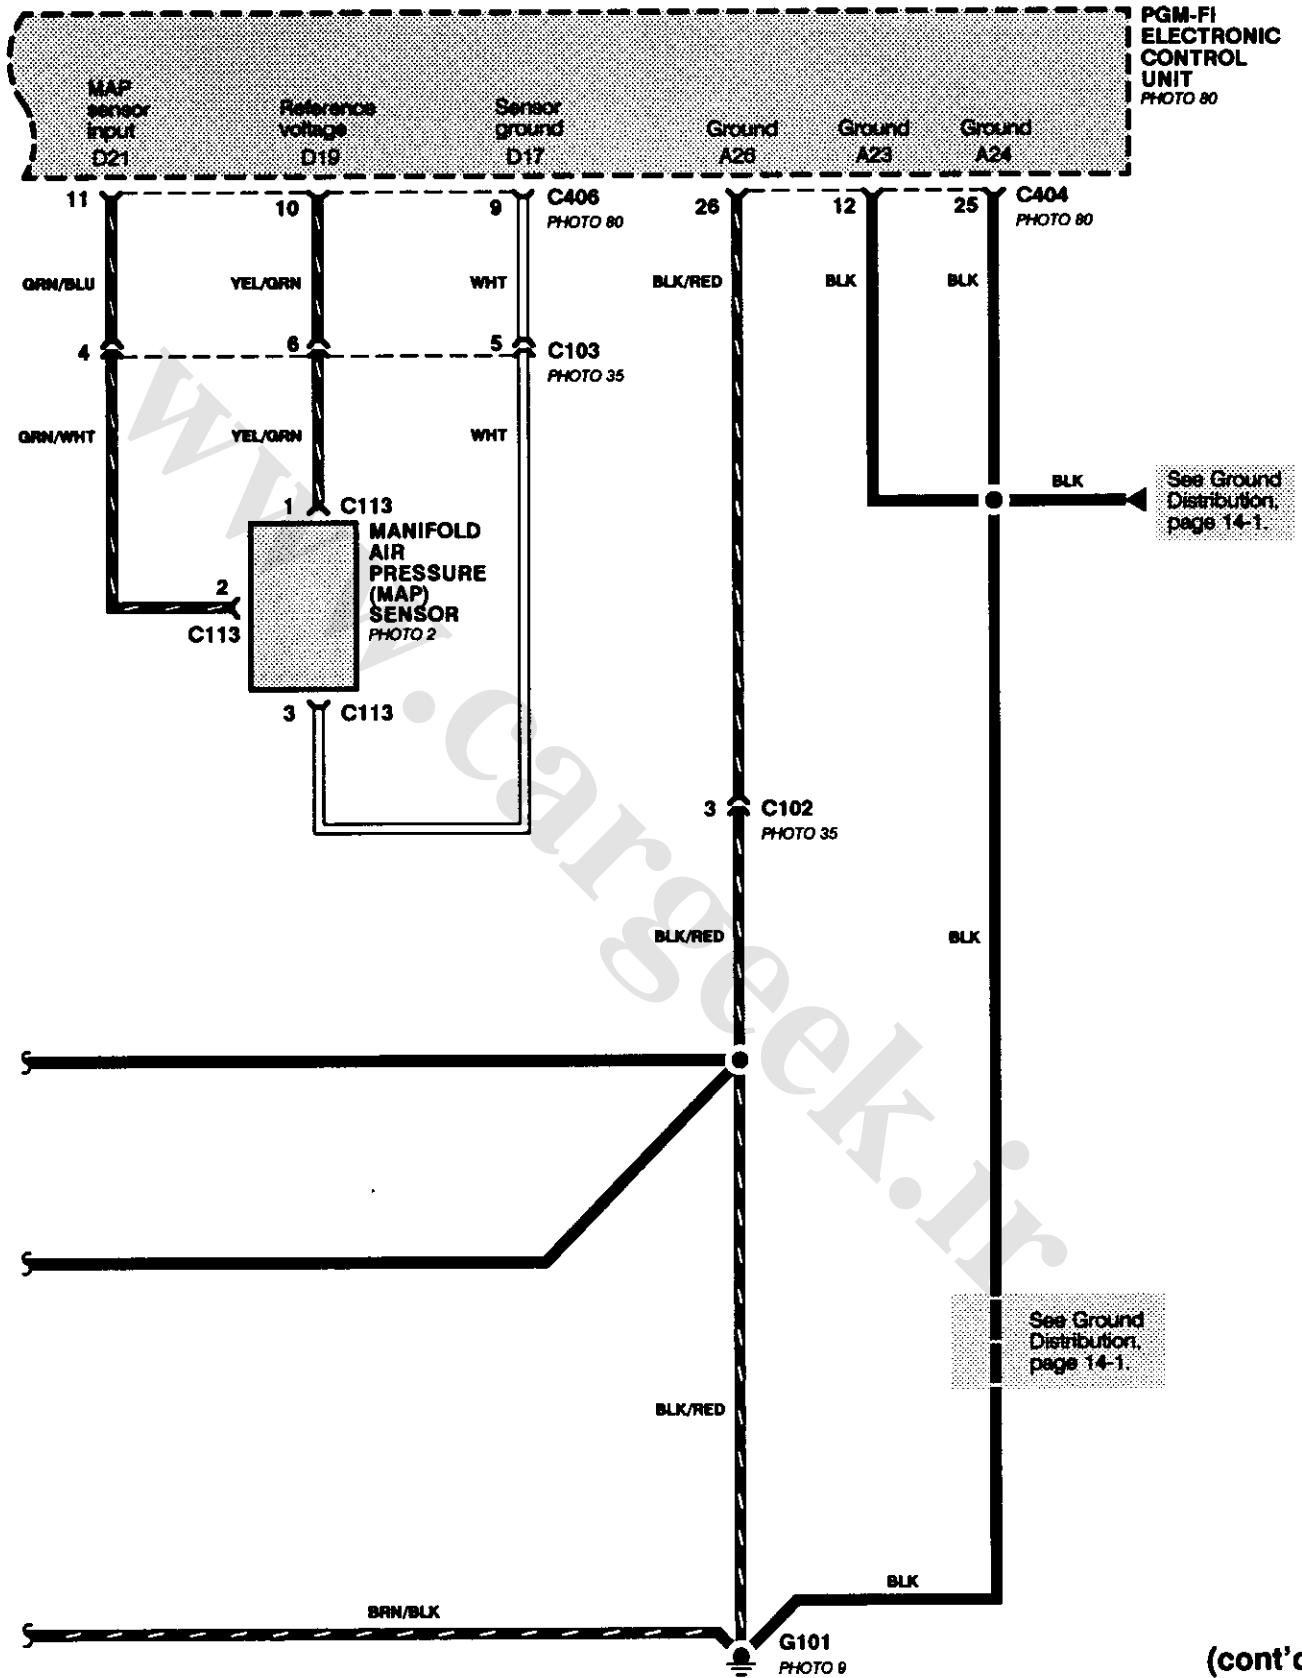 PGM-FI
ELECTRONIC
CONTROL
UNIT
PHOTO 80
MAP
sensor
input
D21
Reference
voltage
D19
Sensor
ground
D17
Ground
A26
Ground
A23
Ground
A24
11
10
9
C406
PHOTO 80
26
12
25
C404
PHOTO 80
GRN/BLU
YEL/GRN
WHT
BLK/RED
BLK
BLK
4
6
5
C103
PHOTO 35
GRN/WHT
YEL/GRN
WHT
BLK
See Ground
Distribution,
page 14-1.
1
C113
MANIFOLD
AIR
PRESSURE
(MAP)
SENSOR
PHOTO 2
2
C113
3
C113
3
C102
PHOTO 35
BLK/RED
BLK
See Ground
Distribution,
page 14-1.
BLK/RED
BLK
BRN/BLK
G101
PHOTO 9
(cont'd
www.cargeek.ir